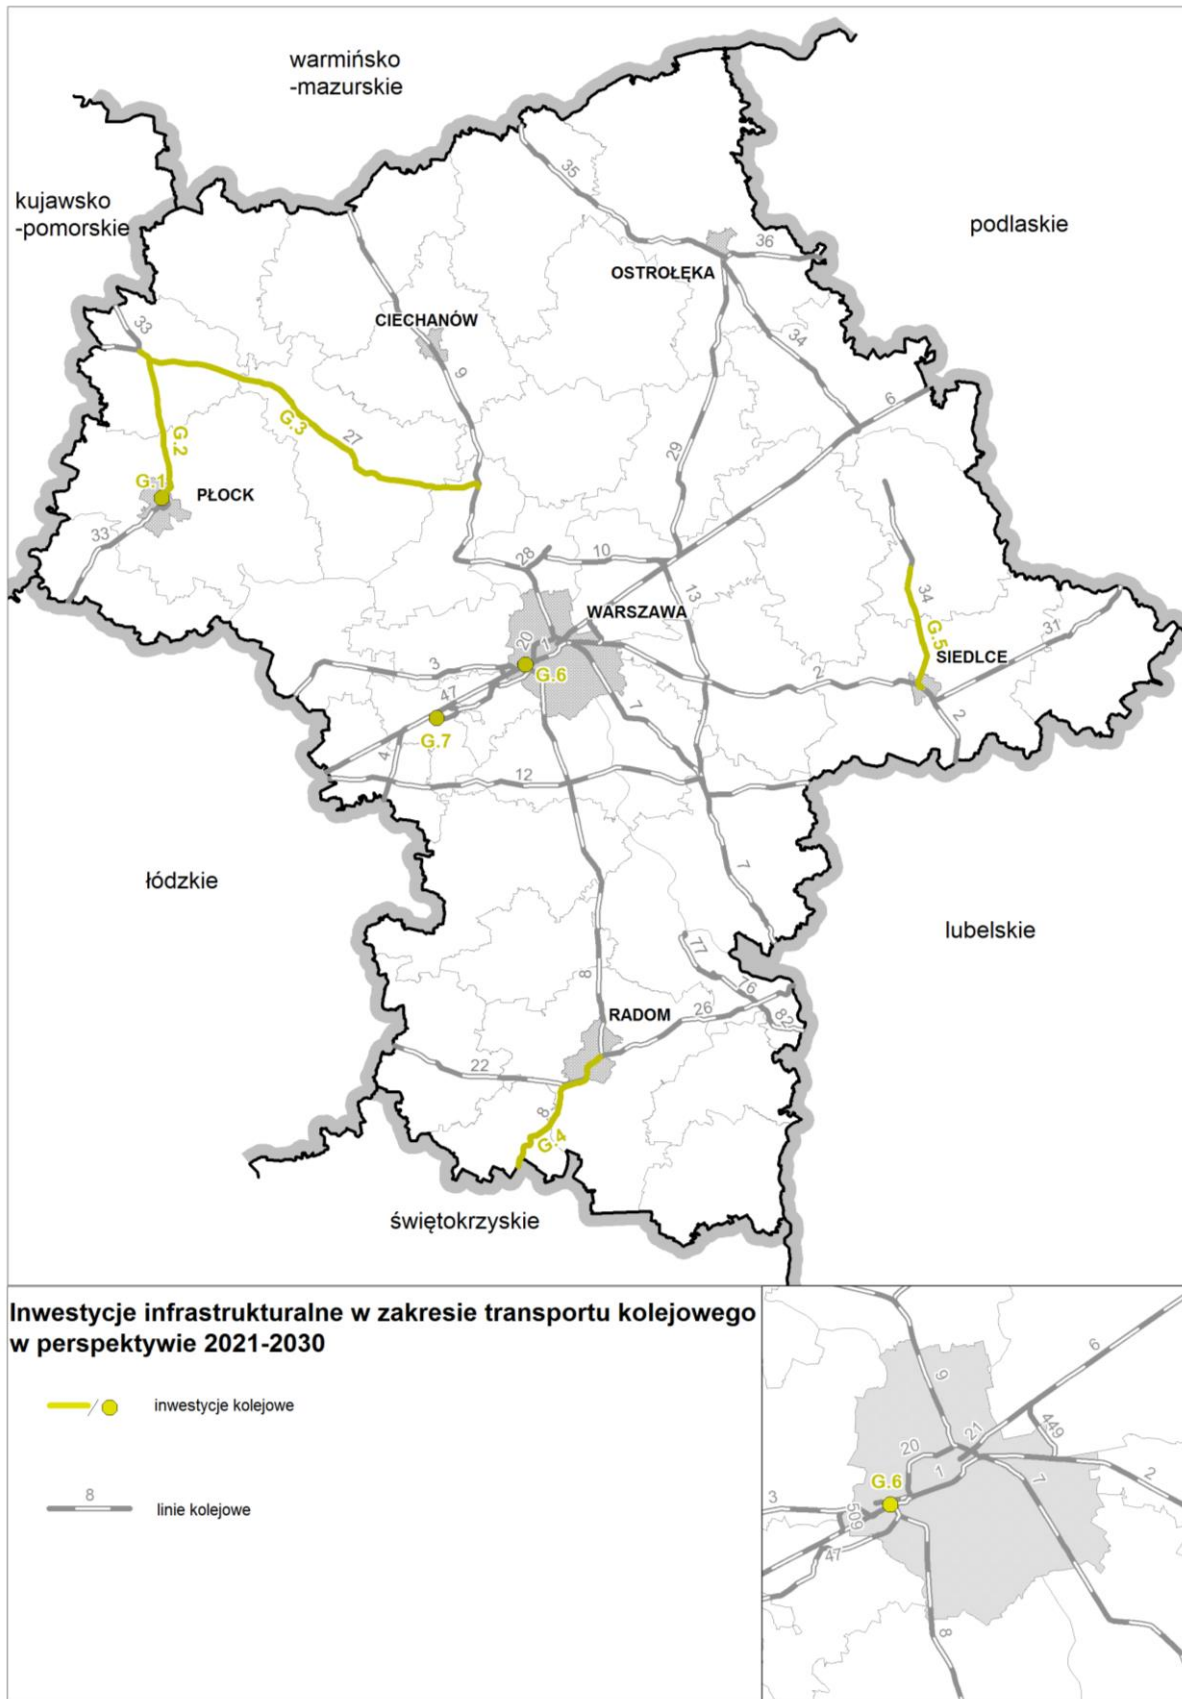 warmińsko
-mazurskie
kujawsko
-pomorskie
podlaskie
35
36
OSTROŁĘKA
33
CIECHANÓW
9
34
6
G.3
27
G.2
29
G.1
PŁOCK
33
28
10
13
34
G.5
31
WARSZAWA
20
1
SIEDLCE
3
G.6
2
47
7
2
G.7
4
12
łódzkie
7
lubelskie
77
8
76
26
82
RADOM
22
8
G.4
świętokrzyskie
Inwestycje infrastrukturalne w zakresie transportu kolejowego
w perspektywie 2021-2030
inwestycje kolejowe
8
linie kolejowe
6
9
449
21
20
1
2
G.6
7
3
509
47
8